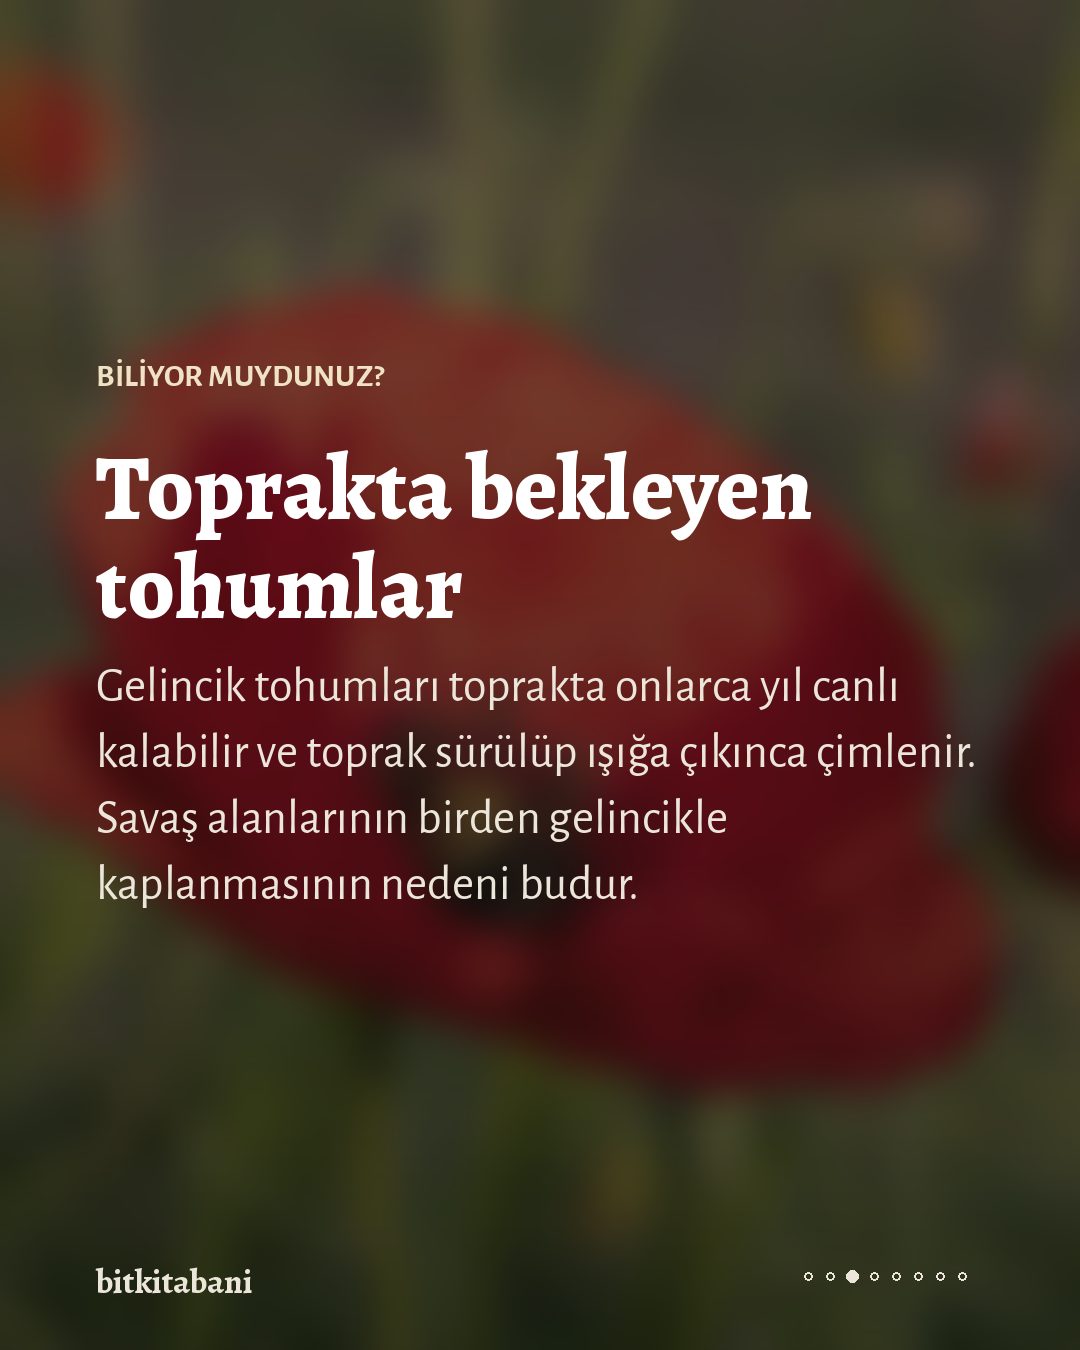 BİLİYOR MUYDUNUZ?
Toprakta bekleyen
tohumlar
Gelincik tohumları toprakta onlarca yıl canlı
kalabilir ve toprak sürülüp ışığa çıkınca çimlenir.
Savaş alanlarının birden gelincikle
kaplanmasının nedeni budur.
bitkitabani